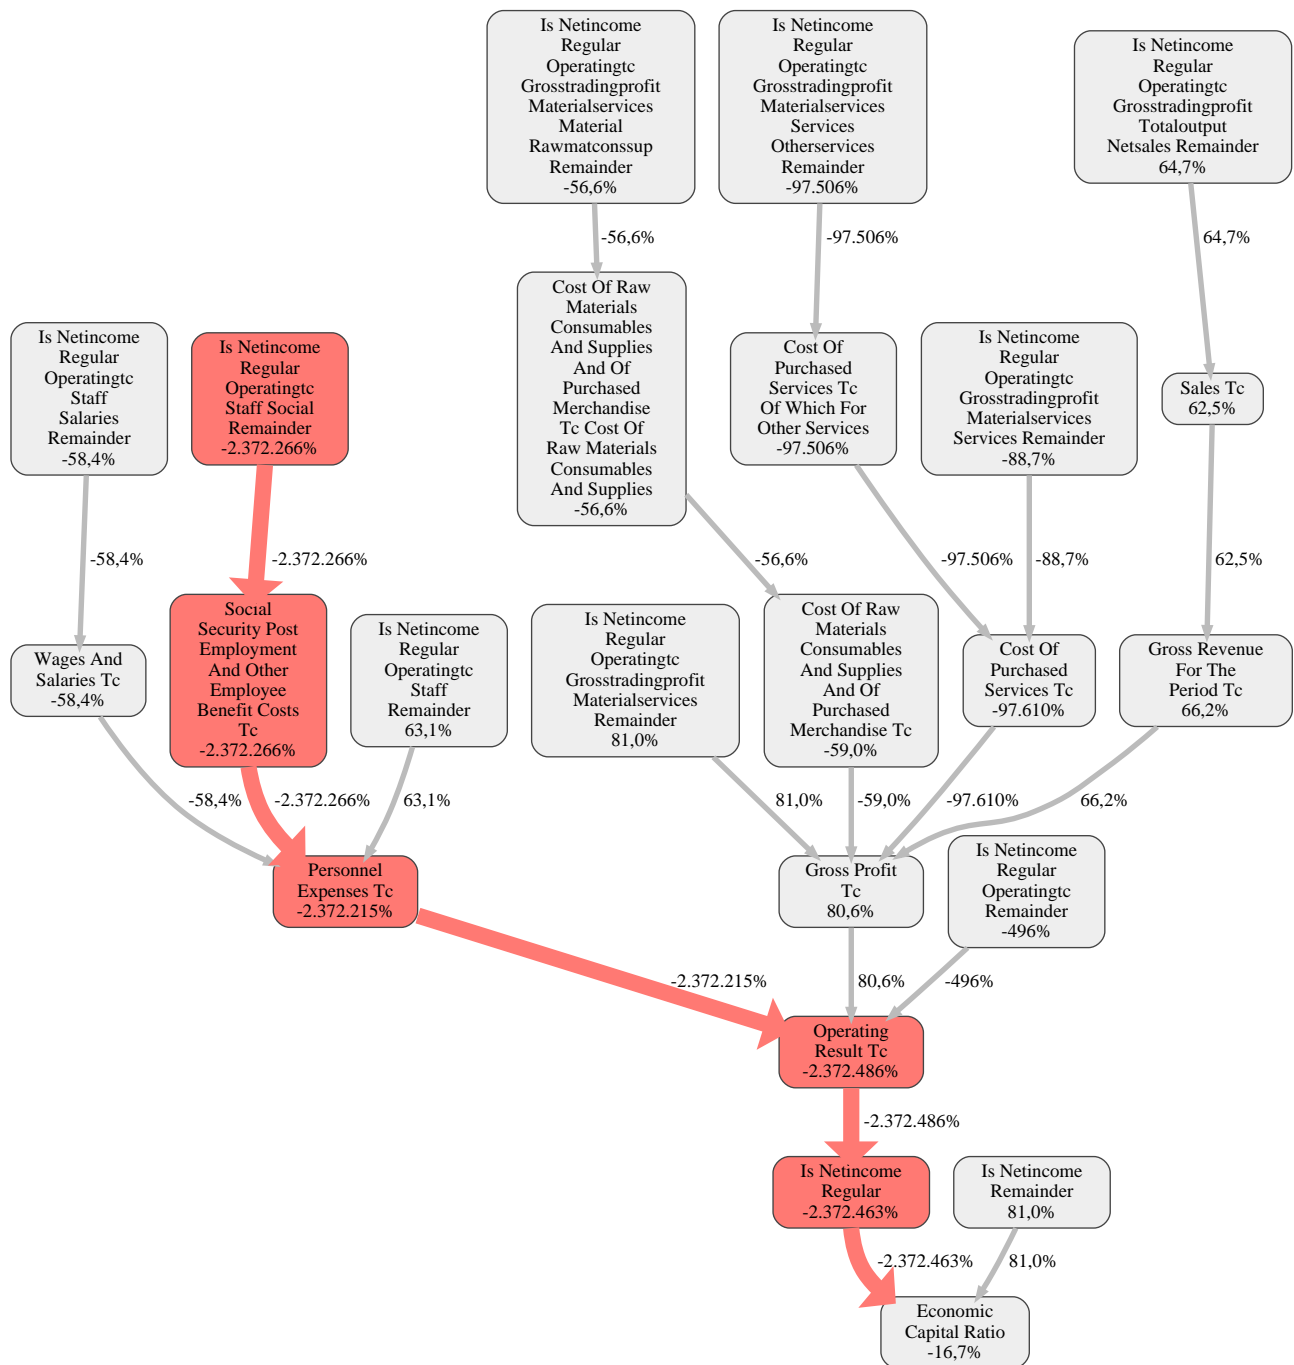 Is Netincome
Regular
Operatingtc
Grosstradingprofit
Materialservices
Material
Rawmatconssup
Remainder
-56,6%
Is Netincome
Regular
Operatingtc
Grosstradingprofit
Materialservices
Services
Otherservices
Remainder
-97.506%
Is Netincome
Regular
Operatingtc
Grosstradingprofit
Totaloutput
Netsales Remainder
64,7%
-56,6%
-97.506%
64,7%
Is Netincome
Regular
Operatingtc
Staff
Salaries
Remainder
-58,4%
Is Netincome
Regular
Operatingtc
Staff Social
Remainder
-2.372.266%
Cost Of Raw
Materials
Consumables
And Supplies
And Of
Purchased
Merchandise
Tc Cost Of
Raw Materials
Consumables
And Supplies
-56,6%
Cost Of
Purchased
Services Tc
Of Which For
Other Services
-97.506%
Is Netincome
Regular
Operatingtc
Grosstradingprofit
Materialservices
Services Remainder
-88,7%
Sales Tc
62,5%
-58,4%
-2.372.266%
-56,6%
-97.506%
-88,7%
62,5%
Wages And
Salaries Tc
-58,4%
Social
Security Post
Employment
And Other
Employee
Benefit Costs
Tc
-2.372.266%
Is Netincome
Regular
Operatingtc
Staff
Remainder
63,1%
Is Netincome
Regular
Operatingtc
Grosstradingprofit
Materialservices
Remainder
81,0%
Cost Of Raw
Materials
Consumables
And Supplies
And Of
Purchased
Merchandise Tc
-59,0%
Cost Of
Purchased
Services Tc
-97.610%
Gross Revenue
For The
Period Tc
66,2%
-58,4%
-2.372.266%
63,1%
81,0%
-59,0%
-97.610%
66,2%
Personnel
Expenses Tc
-2.372.215%
Gross Profit
Tc
80,6%
Is Netincome
Regular
Operatingtc
Remainder
-496%
-2.372.215%
80,6%
-496%
Operating
Result Tc
-2.372.486%
-2.372.486%
Is Netincome
Regular
-2.372.463%
Is Netincome
Remainder
81,0%
-2.372.463%
81,0%
Economic
Capital Ratio
-16,7%